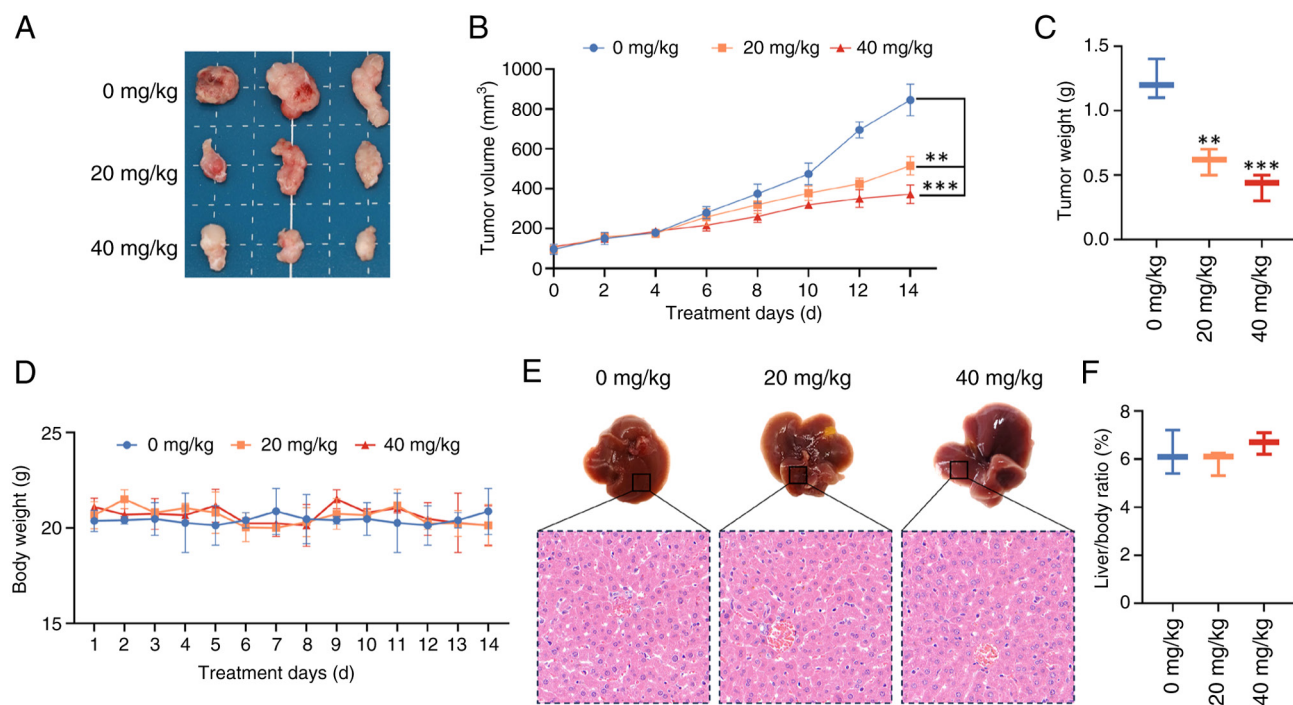 A
0 mg/kg
20 mg/kg
40 mg/kg
B
0 mg/kg 20 mg/kg 40 mg/kg
Tumor volume (mm³)
1000
800
600
400
200
0
**
***
0 2 4 6 8 10 12 14
Treatment days (d)
C
Tumor weight (g)
1.5
1.0
0.5
0.0
**
***
0 mg/kg
20 mg/kg
40 mg/kg
D
0 mg/kg 20 mg/kg 40 mg/kg
Body weight (g)
25
20
15
1 2 3 4 5 6 7 8 9 10 11 12 13 14
Treatment days (d)
E
0 mg/kg 20 mg/kg 40 mg/kg
F
Liver/body ratio (%)
8
6
4
2
0
0 mg/kg
20 mg/kg
40 mg/kg